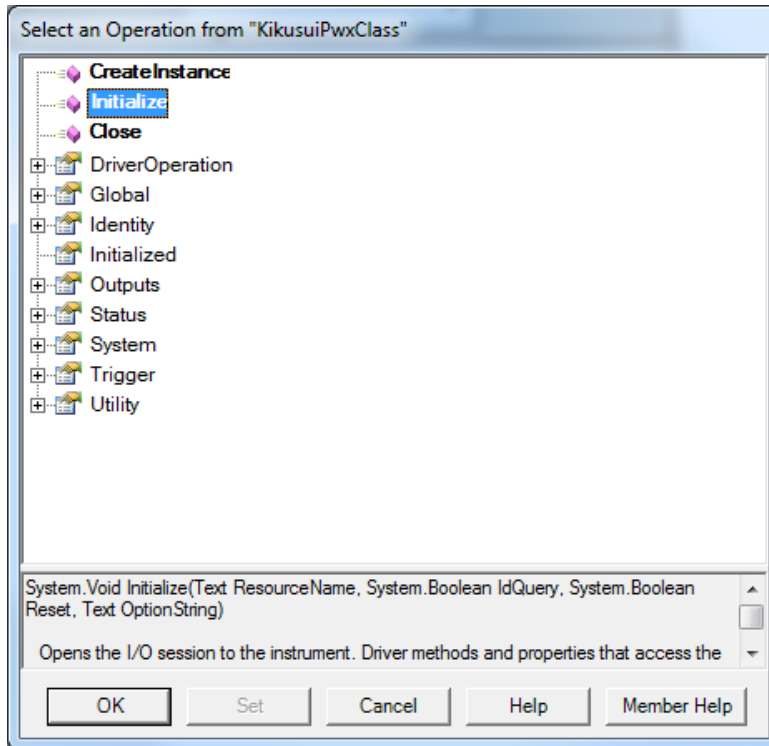 Select an Operation from "KikusuiPwxClass"
CreateInstance
Initialize
Close
DriverOperation
Global
Identity
Initialized
Outputs
Status
System
Trigger
Utility
System.Void Initialize(Text ResourceName, System.Boolean IdQuery, System.Boolean
Reset, Text OptionString)
Opens the I/O session to the instrument. Driver methods and properties that access the
OK Set Cancel Help Member Help